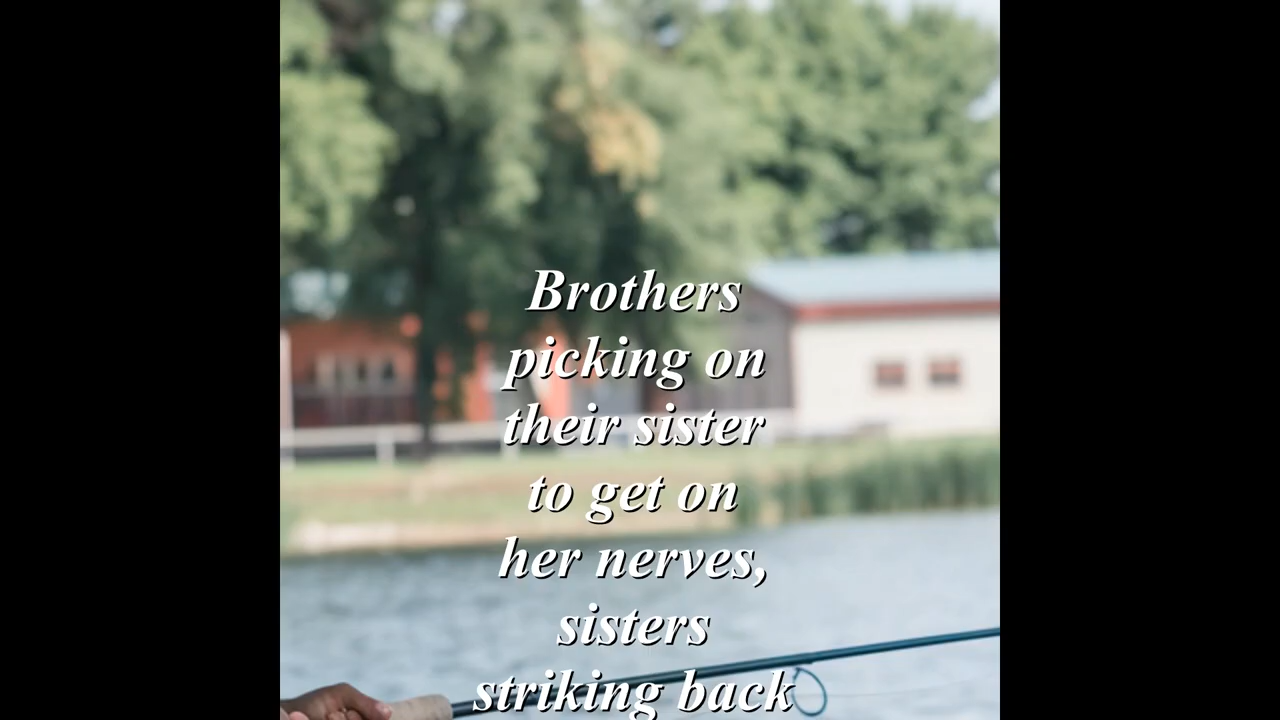 Brothers
picking on
their sister
to get on
her nerves,
sisters
striking back